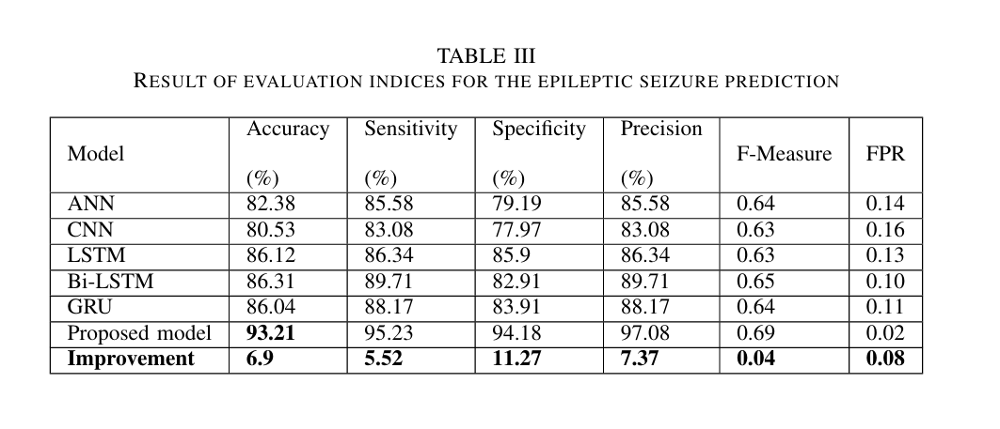 TABLE III
RESULT OF EVALUATION INDICES FOR THE EPILEPTIC SEIZURE PREDICTION
Model Accuracy (%) Sensitivity (%) Specificity (%) Precision (%) F-Measure FPR
ANN 82.38 85.58 79.19 85.58 0.64 0.14
CNN 80.53 83.08 77.97 83.08 0.63 0.16
LSTM 86.12 86.34 85.9 86.34 0.63 0.13
Bi-LSTM 86.31 89.71 82.91 89.71 0.65 0.10
GRU 86.04 88.17 83.91 88.17 0.64 0.11
Proposed model 93.21 95.23 94.18 97.08 0.69 0.02
Improvement 6.9 5.52 11.27 7.37 0.04 0.08